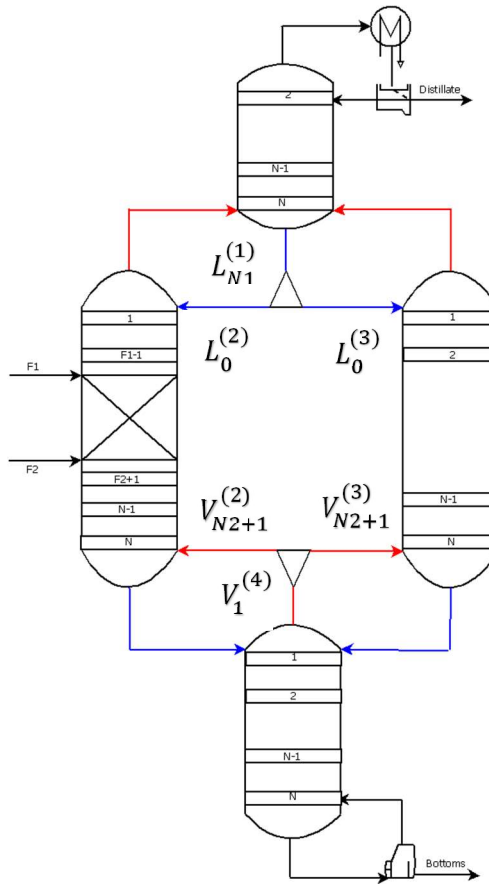 2
Distillate
N-1
N
L_{N1}^{(1)}
1
1
L_0^{(2)}
L_0^{(3)}
F1-1
2
F1
F2
F2+1
V_{N2+1}^{(2)}
V_{N2+1}^{(3)}
N-1
N-1
N
N
V_1^{(4)}
1
2
N-1
N
Bottoms